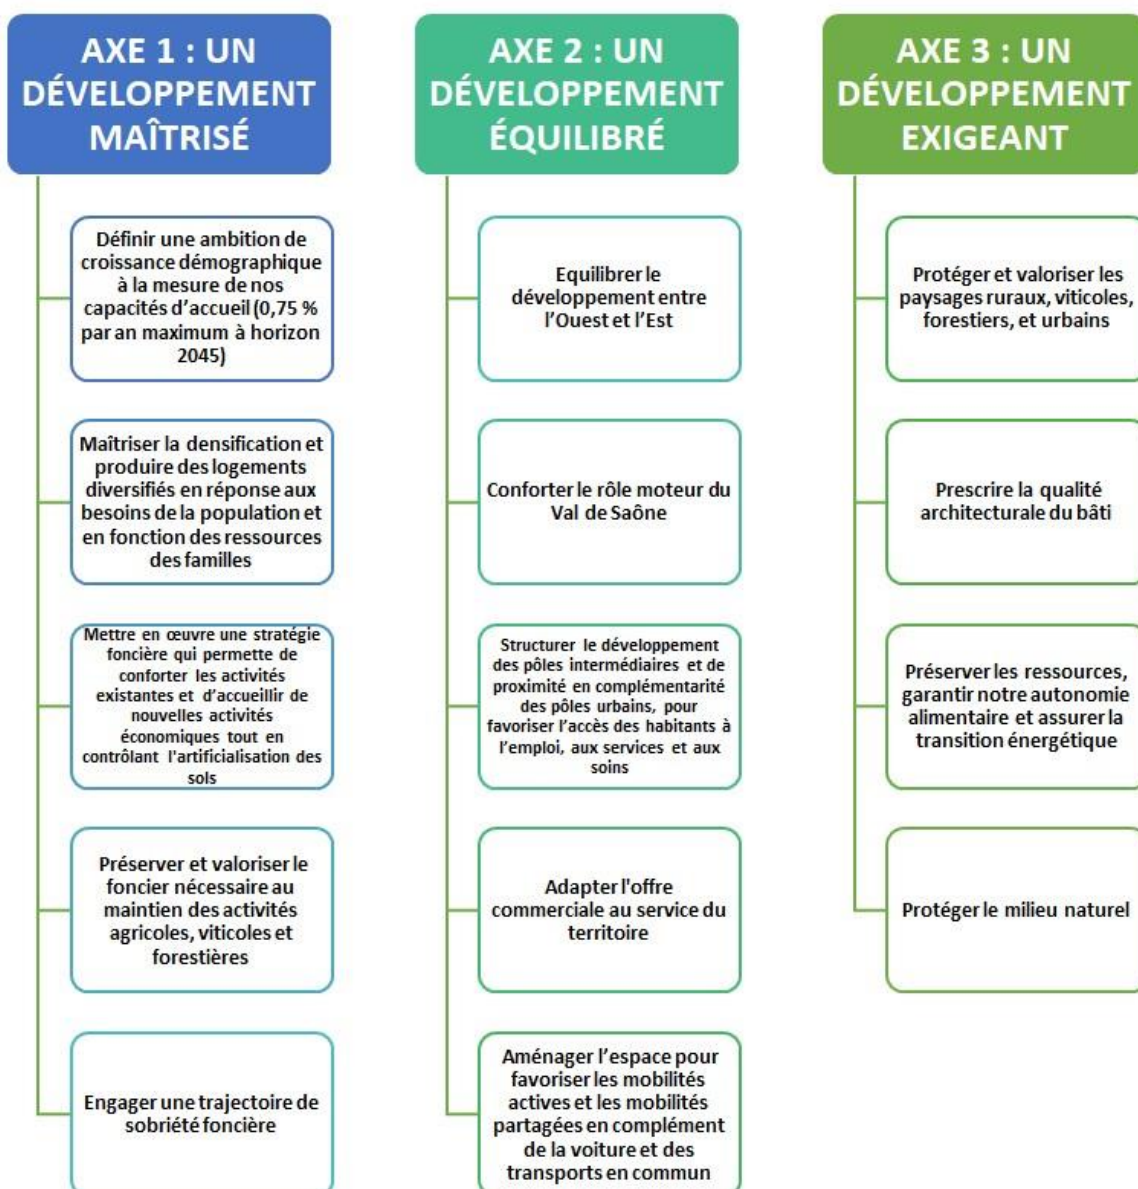 AXE 1 : UN
DÉVELOPPEMENT
MAÎTRISÉ
Définir une ambition de
croissance démographique
à la mesure de nos
capacités d’accueil (0,75 %
par an maximum à horizon
2045)
Maîtriser la densification et
produire des logements
diversifiés en réponse aux
besoins de la population et
en fonction des ressources
des familles
Mettre en œuvre une stratégie
foncière qui permette de
conforter les activités
existantes et d’accueillir de
nouvelles activités
économiques tout en
contrôlant l'artificialisation des
sols
Préserver et valoriser le
foncier nécessaire au
maintien des activités
agricoles, viticoles et
forestières
Engager une trajectoire de
sobriété foncière
AXE 2 : UN
DÉVELOPPEMENT
ÉQUILIBRÉ
Equilibrer le
développement entre
l’Ouest et l’Est
Conforter le rôle moteur du
Val de Saône
Structurer le développement
des pôles intermédiaires et de
proximité en complémentarité
des pôles urbains, pour
favoriser l’accès des habitants à
l’emploi, aux services et aux
soins
Adapter l'offre
commerciale au service du
territoire
Aménager l’espace pour
favoriser les mobilités
actives et les mobilités
partagées en complément
de la voiture et des
transports en commun
AXE 3 : UN
DÉVELOPPEMENT
EXIGEANT
Protéger et valoriser les
paysages ruraux, viticoles,
forestiers, et urbains
Prescrire la qualité
architecturale du bâti
Préserver les ressources,
garantir notre autonomie
alimentaire et assurer la
transition énergétique
Protéger le milieu naturel